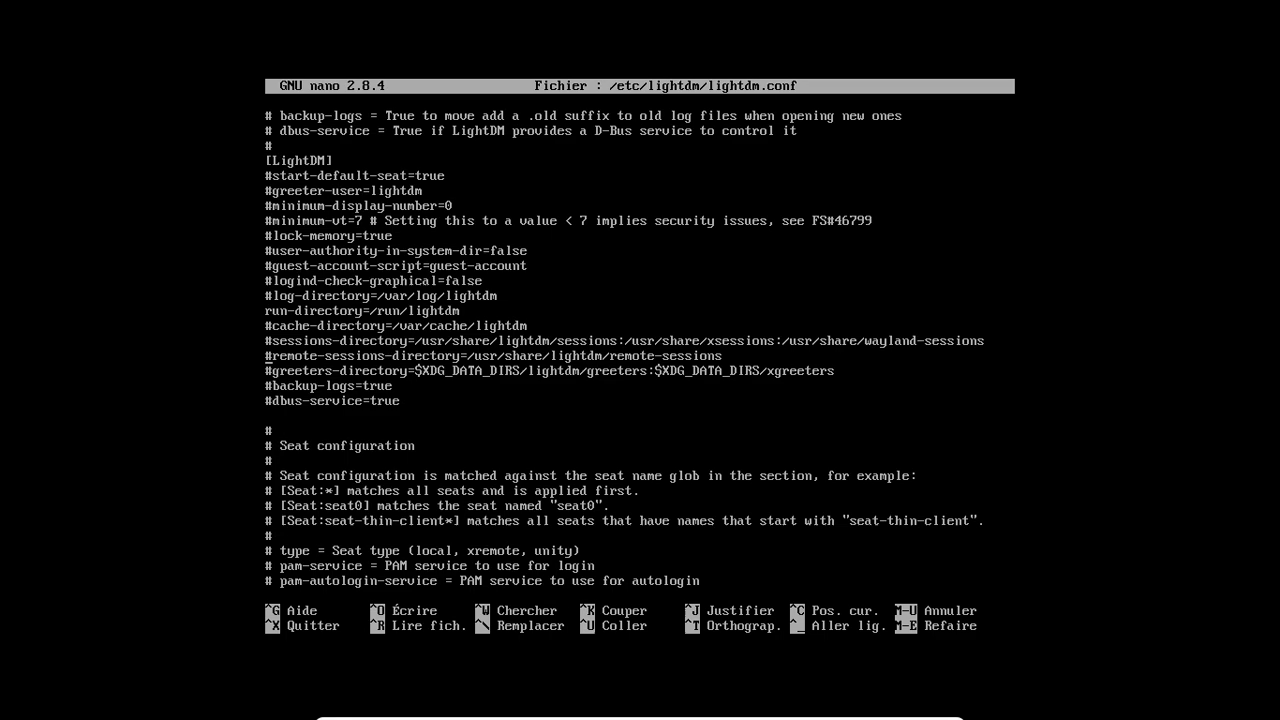 GNU nano 2.8.4 Fichier : /etc/lightdm/lightdm.conf
# backup-logs = True to move add a .old suffix to old log files when opening new ones
# dbus-service = True if LightDM provides a D-Bus service to control it
#
[LightDM]
#start-default-seat=true
#greeter-user=lightdm
#minimum-display-number=0
#minimum-vt=7 # Setting this to a value < 7 implies security issues, see FS#46799
#lock-memory=true
#user-authority-in-system-dir=false
#guest-account-script=guest-account
#logind-check-graphical=false
#log-directory=/var/log/lightdm
run-directory=/run/lightdm
#cache-directory=/var/cache/lightdm
#sessions-directory=/usr/share/lightdm/sessions:/usr/share/xsessions:/usr/share/wayland-sessions
#remote-sessions-directory=/usr/share/lightdm/remote-sessions
#greeters-directory=$XDG_DATA_DIRS/lightdm/greeters:$XDG_DATA_DIRS/xgreeters
#backup-logs=true
#dbus-service=true
#
# Seat configuration
#
# Seat configuration is matched against the seat name glob in the section, for example:
# [Seat:*] matches all seats and is applied first.
# [Seat:seat0] matches the seat named "seat0".
# [Seat:seat-thin-client*] matches all seats that have names that start with "seat-thin-client".
#
# type = Seat type (local, xremote, unity)
# pam-service = PAM service to use for login
# pam-autologin-service = PAM service to use for autologin
^G Aide ^O Écrire ^W Chercher ^K Couper ^J Justifier ^C Pos. cur. M-U Annuler
^X Quitter ^R Lire fich. ^\ Remplacer ^U Coller ^T Orthograp. ^_ Aller lig. M-E Refaire